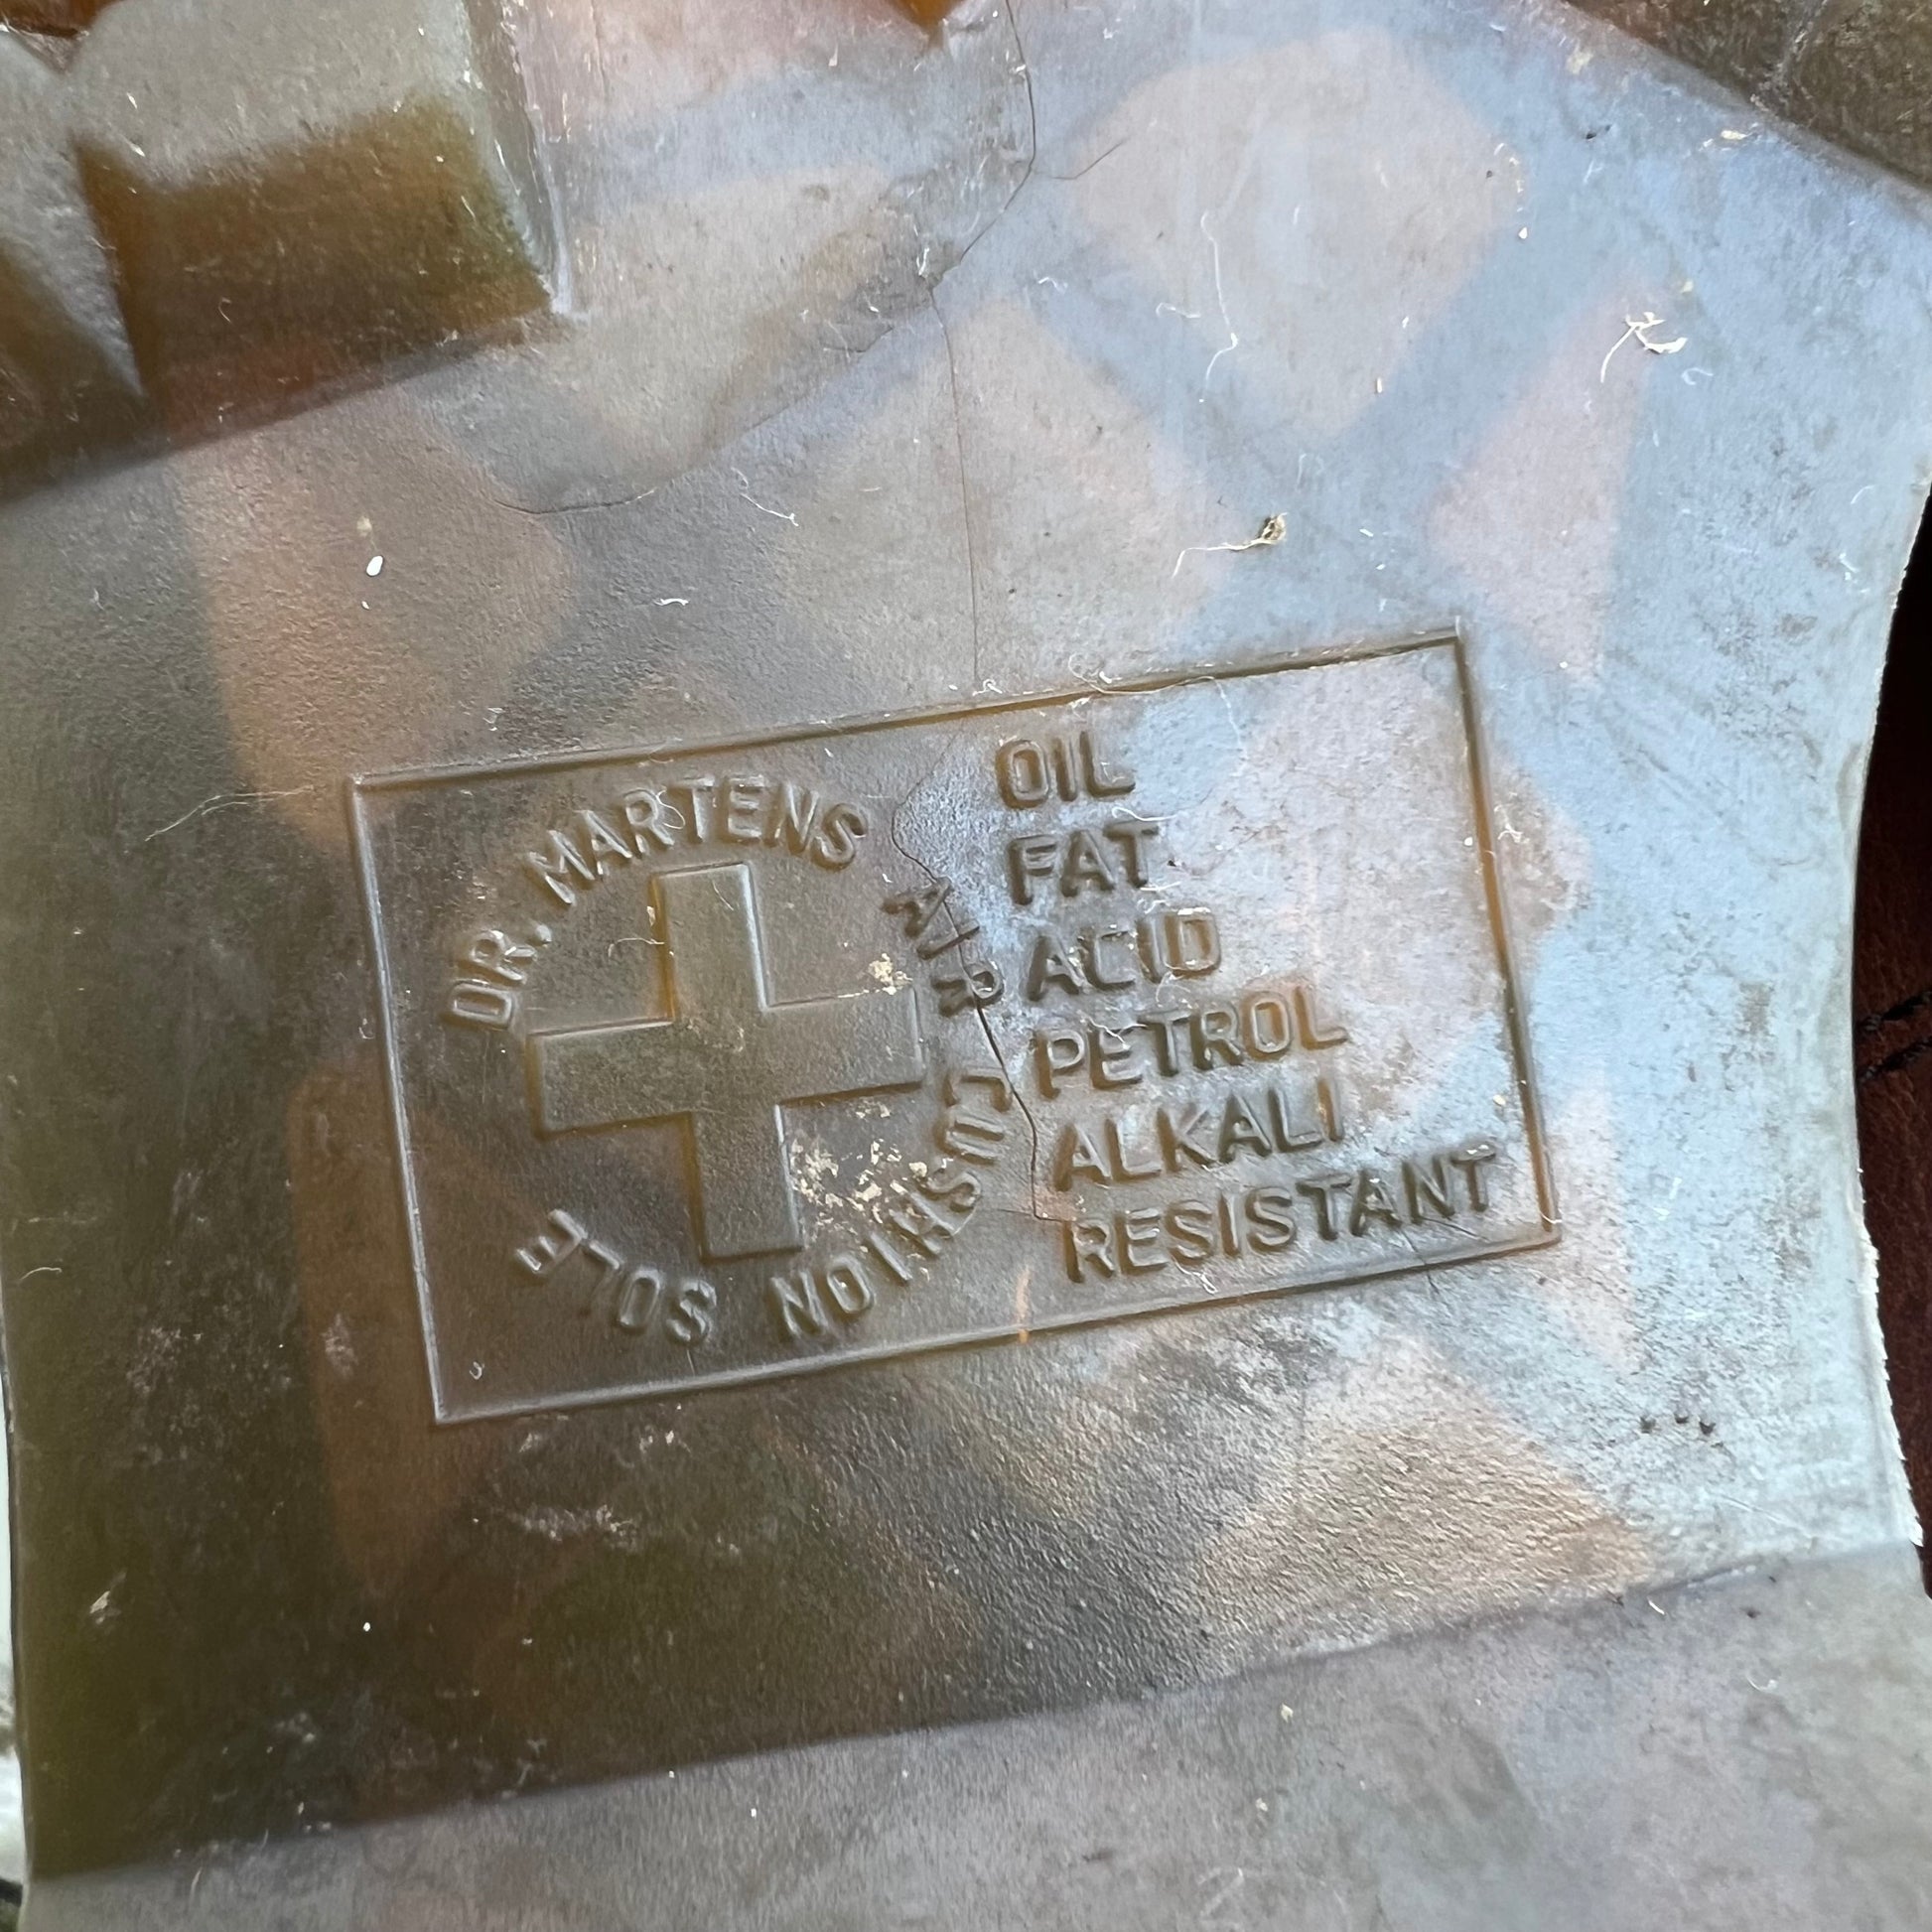 DR. MARTENS AIR CUSHION SOLE
OIL
FAT
ACID
PETROL
ALKALI
RESISTANT